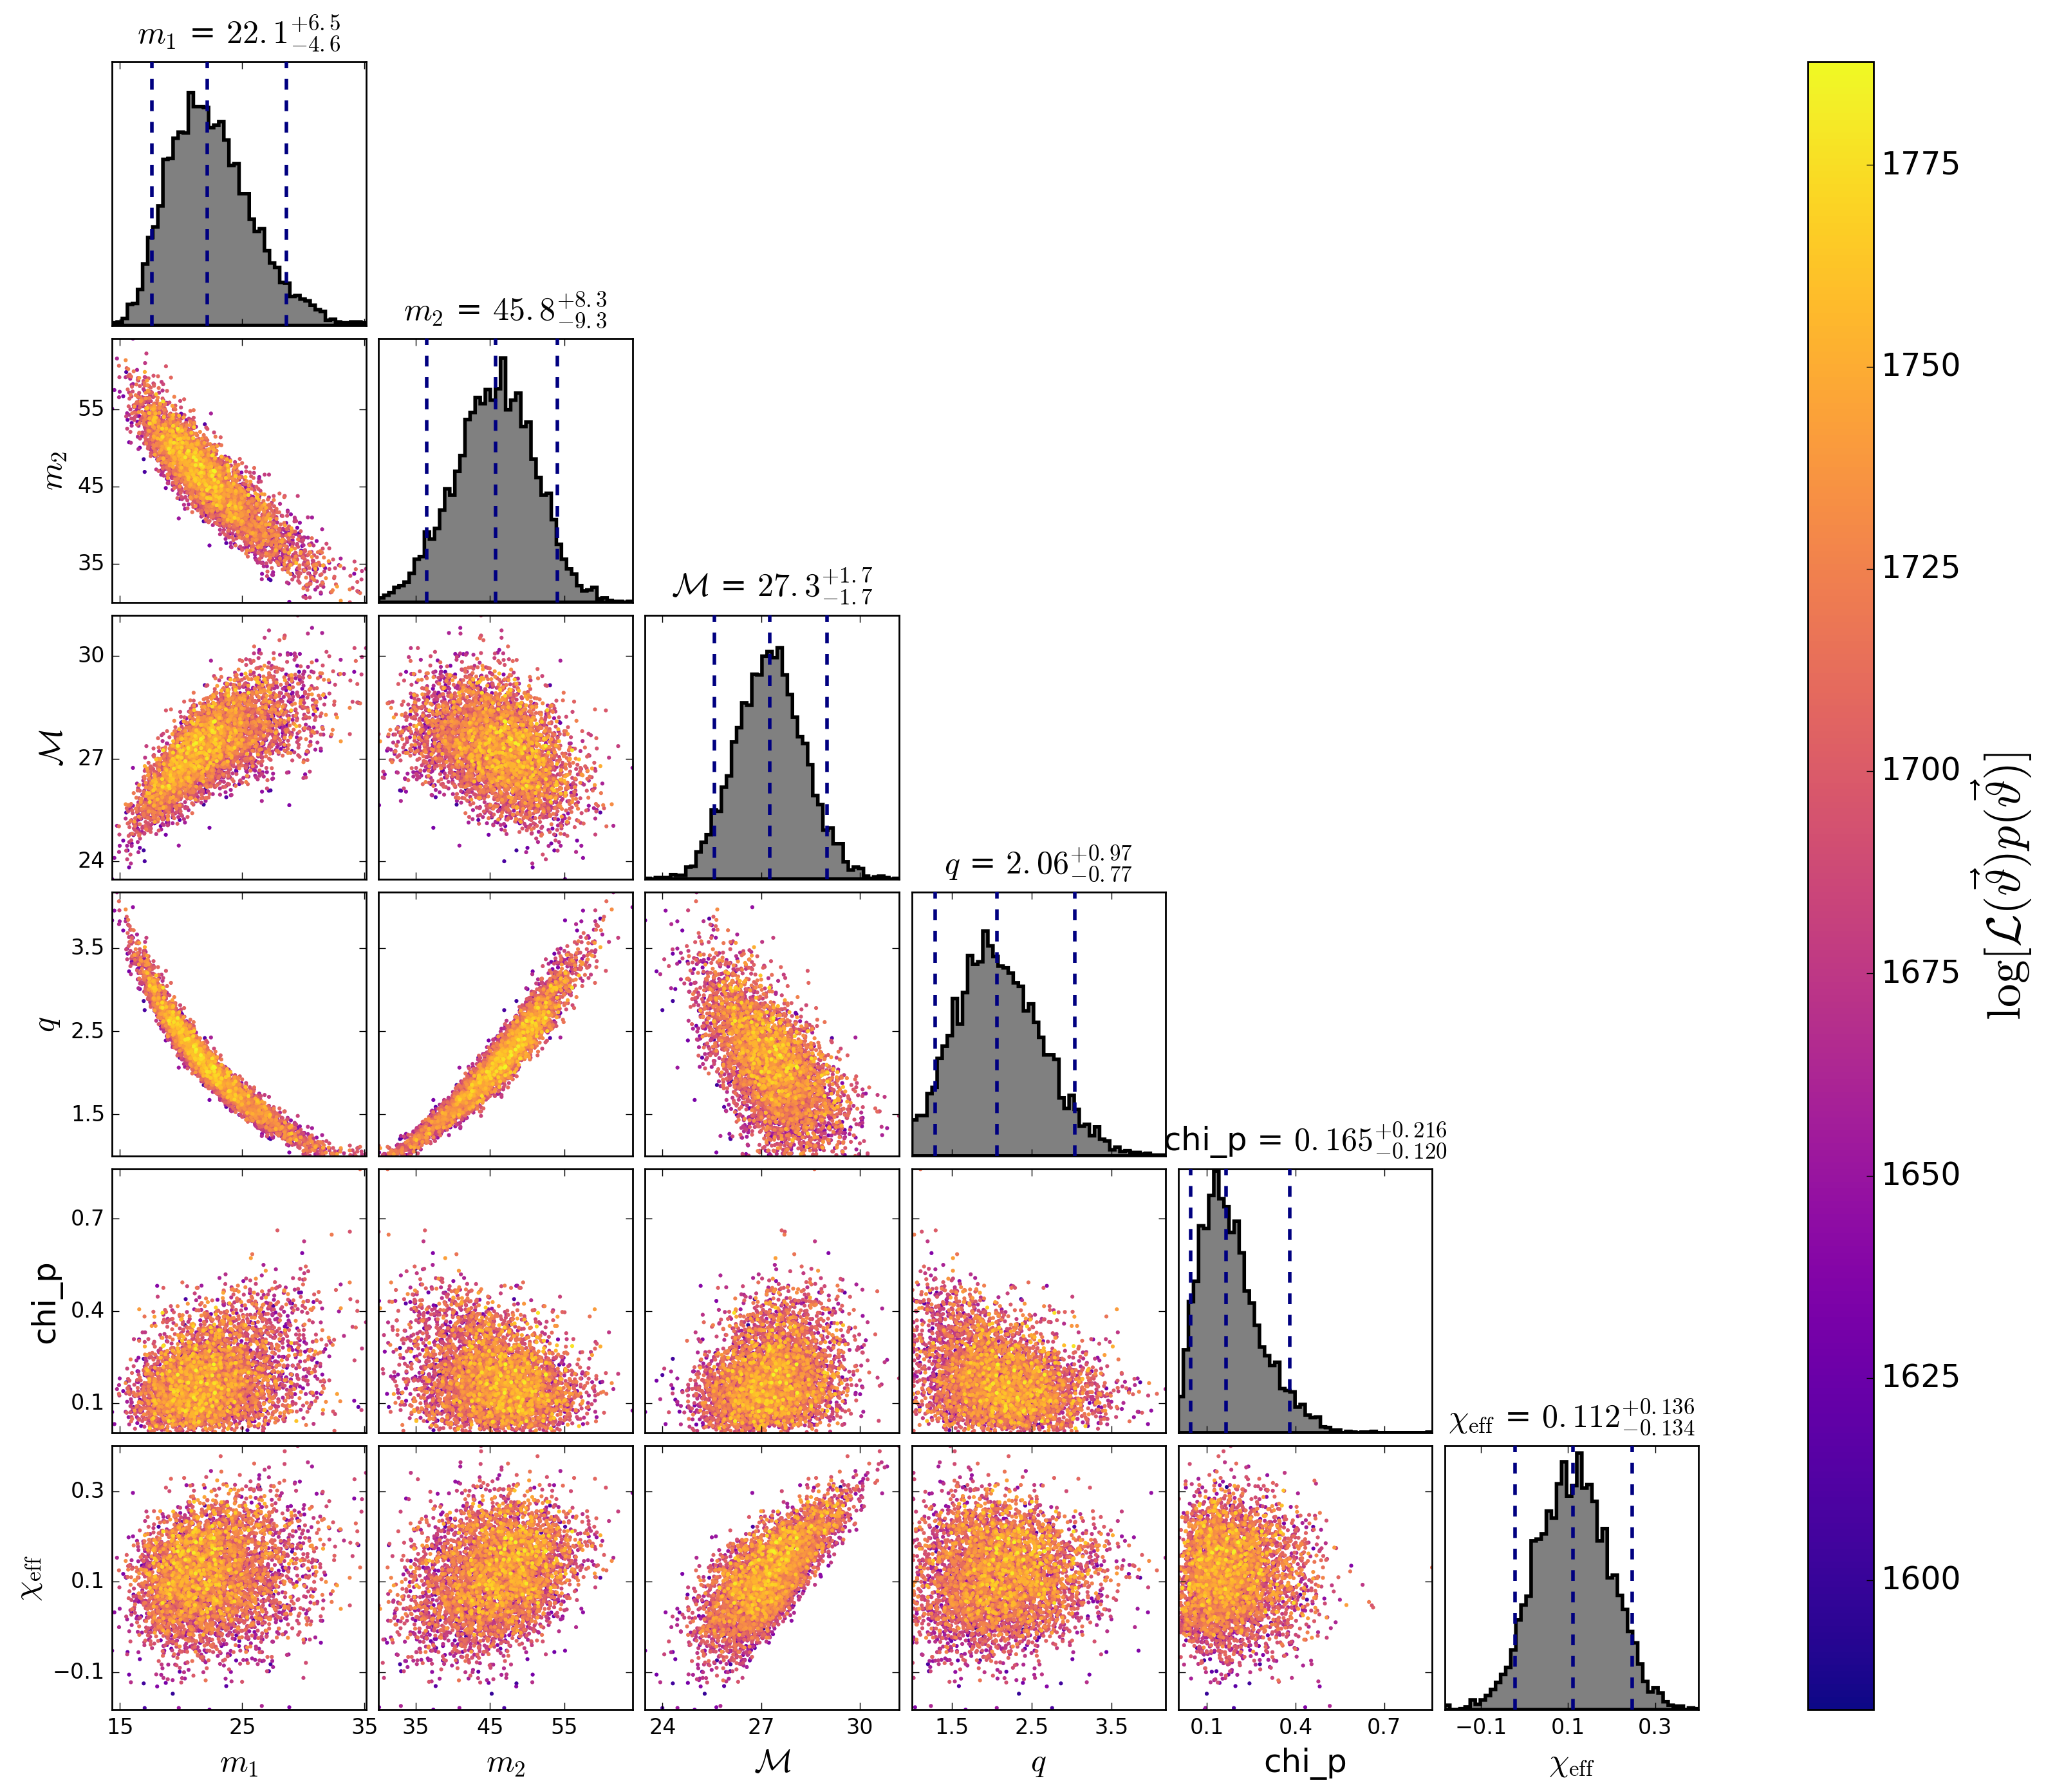 m₁ = 22.1⁺⁶·⁵₋₄.₆
m₂ = 45.8⁺⁸·³₋₉.₃
ℳ = 27.3⁺¹·⁷₋₁.₇
q = 2.06⁺⁰·⁹⁷₋₀.₇₇
chi_p = 0.165⁺⁰·²¹⁶₋₀.₁₂₀
χeff = 0.112⁺⁰·¹³⁶₋₀.₁₃₄
m₂
55
45
35
ℳ
30
27
24
q
3.5
2.5
1.5
chi_p
0.7
0.4
0.1
χeff
0.3
0.1
−0.1
15 25 35
35 45 55
24 27 30
1.5 2.5 3.5
0.1 0.4 0.7
−0.1 0.1 0.3
m₁
m₂
ℳ
q
chi_p
χeff
1775
1750
1725
1700
1675
1650
1625
1600
log[ℒ(ϑ⃗)p(ϑ⃗)]